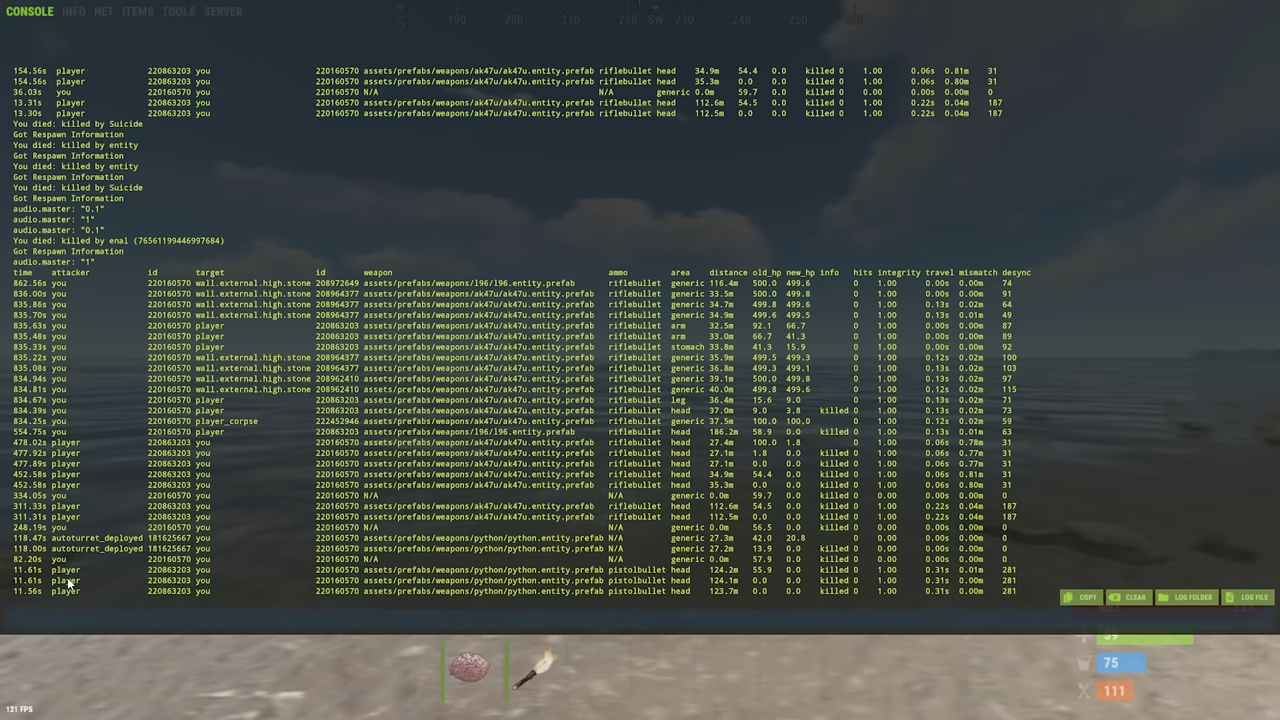 CONSOLE INFO NET ITEMS TOOLS SERVER
190 200 210 220 SW 230 240 250
154.56s player 220863203 you 220160570 assets/prefabs/weapons/ak47u/ak47u.entity.prefab riflebullet head 34.9m 54.4 0.0 killed 0 1.00 0.06s 0.81m 31
154.56s player 220863203 you 220160570 assets/prefabs/weapons/ak47u/ak47u.entity.prefab riflebullet head 35.3m 0.0 0.0 killed 0 1.00 0.06s 0.80m 31
36.03s you 220160570 you 220160570 N/A N/A generic 0.0m 59.7 0.0 killed 0 1.00 0.00s 0.00m 0
13.31s player 220863203 you 220160570 assets/prefabs/weapons/ak47u/ak47u.entity.prefab riflebullet head 112.6m 54.5 0.0 killed 0 1.00 0.22s 0.04m 187
13.30s player 220863203 you 220160570 assets/prefabs/weapons/ak47u/ak47u.entity.prefab riflebullet head 112.5m 0.0 0.0 killed 0 1.00 0.22s 0.04m 187
You died: killed by Suicide
Got Respawn Information
You died: killed by entity
Got Respawn Information
You died: killed by entity
Got Respawn Information
You died: killed by Suicide
Got Respawn Information
audio.master: "0.1"
audio.master: "1"
audio.master: "0.1"
You died: killed by enal (76561199446997684)
Got Respawn Information
audio.master: "1"
time attacker id target id weapon ammo area distance old_hp new_hp info hits integrity travel mismatch desync
862.56s you 220160570 wall.external.high.stone 208972649 assets/prefabs/weapons/l96/l96.entity.prefab riflebullet generic 116.4m 500.0 499.6 0 1.00 0.00s 0.00m 74
836.00s you 220160570 wall.external.high.stone 208964377 assets/prefabs/weapons/ak47u/ak47u.entity.prefab riflebullet generic 33.5m 500.0 499.8 0 1.00 0.00s 0.00m 91
835.86s you 220160570 wall.external.high.stone 208964377 assets/prefabs/weapons/ak47u/ak47u.entity.prefab riflebullet generic 34.7m 499.8 499.6 0 1.00 0.13s 0.02m 64
835.70s you 220160570 wall.external.high.stone 208964377 assets/prefabs/weapons/ak47u/ak47u.entity.prefab riflebullet generic 34.9m 499.6 499.5 0 1.00 0.13s 0.01m 49
835.63s you 220160570 player 220863203 assets/prefabs/weapons/ak47u/ak47u.entity.prefab riflebullet arm 32.5m 92.1 66.7 0 1.00 0.00s 0.00m 87
835.48s you 220160570 player 220863203 assets/prefabs/weapons/ak47u/ak47u.entity.prefab riflebullet arm 33.0m 66.7 41.3 0 1.00 0.00s 0.00m 89
835.33s you 220160570 player 220863203 assets/prefabs/weapons/ak47u/ak47u.entity.prefab riflebullet stomach 33.8m 41.3 15.9 0 1.00 0.00s 0.00m 92
835.22s you 220160570 wall.external.high.stone 208964377 assets/prefabs/weapons/ak47u/ak47u.entity.prefab riflebullet generic 35.9m 499.5 499.3 0 1.00 0.12s 0.02m 100
835.08s you 220160570 wall.external.high.stone 208964377 assets/prefabs/weapons/ak47u/ak47u.entity.prefab riflebullet generic 36.8m 499.3 499.1 0 1.00 0.13s 0.02m 103
834.94s you 220160570 wall.external.high.stone 208962410 assets/prefabs/weapons/ak47u/ak47u.entity.prefab riflebullet generic 39.1m 500.0 499.8 0 1.00 0.13s 0.02m 97
834.81s you 220160570 wall.external.high.stone 208962410 assets/prefabs/weapons/ak47u/ak47u.entity.prefab riflebullet generic 40.0m 499.8 499.6 0 1.00 0.12s 0.02m 115
834.67s you 220160570 player 220863203 assets/prefabs/weapons/ak47u/ak47u.entity.prefab riflebullet leg 36.4m 15.6 9.0 0 1.00 0.13s 0.02m 71
834.39s you 220160570 player 220863203 assets/prefabs/weapons/ak47u/ak47u.entity.prefab riflebullet head 37.0m 9.0 3.8 killed 0 1.00 0.13s 0.02m 73
834.25s you 220160570 player_corpse 222452946 assets/prefabs/weapons/ak47u/ak47u.entity.prefab riflebullet generic 37.5m 100.0 100.0 0 1.00 0.12s 0.02m 59
554.75s you 220160570 player 220863203 assets/prefabs/weapons/l96/l96.entity.prefab riflebullet head 186.2m 58.9 0.0 killed 0 1.00 0.13s 0.01m 63
478.02s player 220863203 you 220160570 assets/prefabs/weapons/ak47u/ak47u.entity.prefab riflebullet head 27.4m 100.0 1.8 0 1.00 0.06s 0.78m 31
477.92s player 220863203 you 220160570 assets/prefabs/weapons/ak47u/ak47u.entity.prefab riflebullet head 27.1m 1.8 0.0 killed 0 1.00 0.06s 0.77m 31
477.89s player 220863203 you 220160570 assets/prefabs/weapons/ak47u/ak47u.entity.prefab riflebullet head 27.1m 0.0 0.0 killed 0 1.00 0.06s 0.77m 31
452.58s player 220863203 you 220160570 assets/prefabs/weapons/ak47u/ak47u.entity.prefab riflebullet head 34.9m 54.4 0.0 killed 0 1.00 0.06s 0.81m 31
452.58s player 220863203 you 220160570 assets/prefabs/weapons/ak47u/ak47u.entity.prefab riflebullet head 35.3m 0.0 0.0 killed 0 1.00 0.06s 0.80m 31
334.05s you 220160570 you 220160570 N/A N/A generic 0.0m 59.7 0.0 killed 0 1.00 0.00s 0.00m 0
311.33s player 220863203 you 220160570 assets/prefabs/weapons/ak47u/ak47u.entity.prefab riflebullet head 112.6m 54.5 0.0 killed 0 1.00 0.22s 0.04m 187
311.31s player 220863203 you 220160570 assets/prefabs/weapons/ak47u/ak47u.entity.prefab riflebullet head 112.5m 0.0 0.0 killed 0 1.00 0.22s 0.04m 187
248.19s you 220160570 you 220160570 N/A N/A generic 0.0m 56.5 0.0 killed 0 1.00 0.00s 0.00m 0
118.47s autoturret_deployed 181625667 you 220160570 assets/prefabs/weapons/python/python.entity.prefab N/A generic 27.3m 42.0 20.8 0 1.00 0.00s 0.00m 0
118.00s autoturret_deployed 181625667 you 220160570 assets/prefabs/weapons/python/python.entity.prefab N/A generic 27.2m 13.9 0.0 killed 0 1.00 0.00s 0.00m 0
82.20s you 220160570 you 220160570 N/A N/A generic 0.0m 57.9 0.0 killed 0 1.00 0.00s 0.00m 0
11.61s player 220863203 you 220160570 assets/prefabs/weapons/python/python.entity.prefab pistolbullet head 124.2m 55.9 0.0 killed 0 1.00 0.31s 0.01m 281
11.61s player 220863203 you 220160570 assets/prefabs/weapons/python/python.entity.prefab pistolbullet head 124.1m 0.0 0.0 killed 0 1.00 0.31s 0.00m 281
11.56s player 220863203 you 220160570 assets/prefabs/weapons/python/python.entity.prefab pistolbullet head 123.7m 0.0 0.0 killed 0 1.00 0.31s 0.00m 281
COPY CLEAR LOG FOLDER LOG FILE
59
75
111
121 FPS